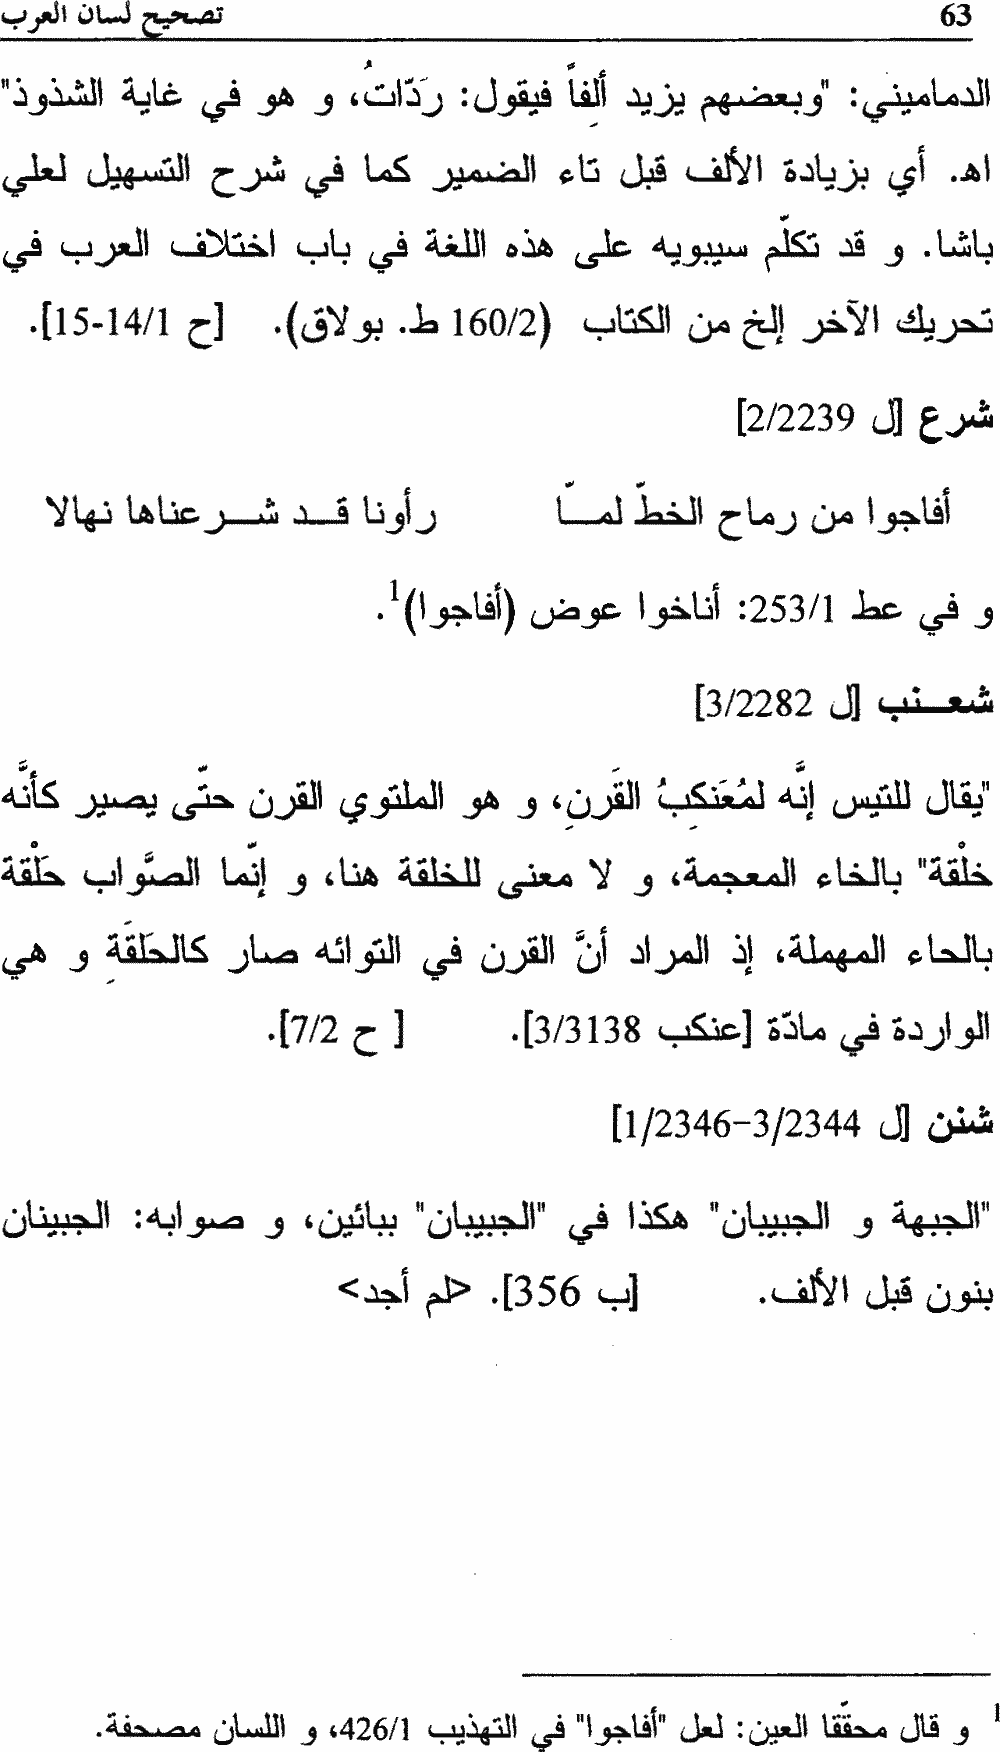 63 تصحيح لسان العرب
الدماميني: "وبعضهم يزيد ألِفاً فيقول: ردّاتُ، و هو في غاية الشذوذ"
اهـ. أي بزيادة الألف قبل تاء الضمير كما في شرح التسهيل لعلي
باشا. و قد تكلّم سيبويه على هذه اللغة في باب اختلاف العرب في
تحريك الآخر إلخ من الكتاب (160/2 ط. بولاق). [ح 14/1-15].
شرع [ل 2/2239]
أفاجوا من رماح الخطّ لمـّا رأونا قـد شـرعناها نهالا
و في عط 253/1: أناخوا عوض (أفاجوا)1.
شعـنب [ل 3/2282]
"يقال للتيس إنَّه لمُعَنكِبُ القَرنِ، و هو الملتوي القرن حتّى يصير كأنَّه
خلْقة" بالخاء المعجمة، و لا معنى للخلقة هنا، و إنّما الصَّواب حَلْقة
بالحاء المهملة، إذ المراد أنَّ القرن في التوائه صار كالحَلقَةِ و هي
الواردة في مادّة [عنكب 3/3138]. [ ح 7/2].
شنن [ل 3/2344-1/2346]
"الجبهة و الجبيبان" هكذا في "الجبيبان" ببائين، و صوابه: الجبينان
بنون قبل الألف. [ب 356]. <لم أجد>
1 و قال محقّقا العين: لعل "أفاجوا" في التهذيب 426/1، و اللسان مصحفة.